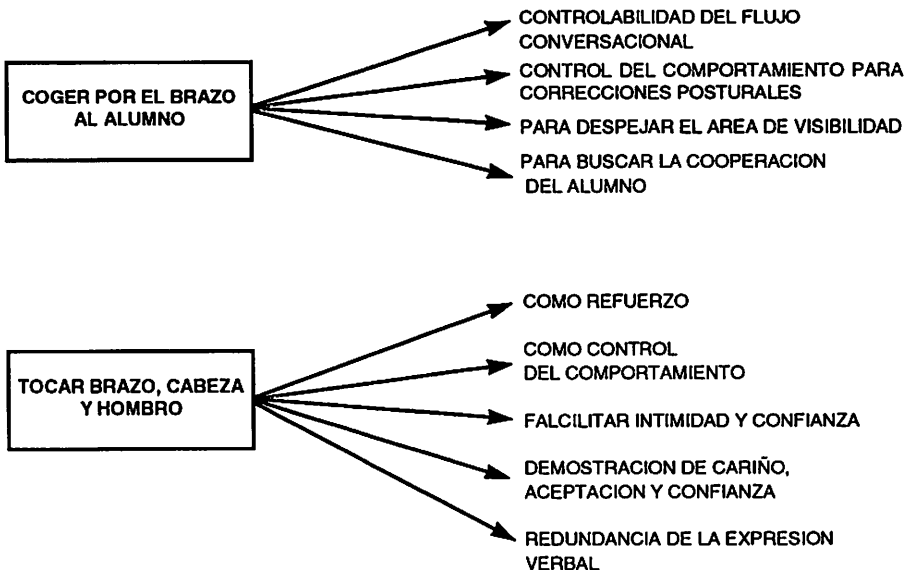 COGER POR EL BRAZO
AL ALUMNO
CONTROLABILIDAD DEL FLUJO
CONVERSACIONAL
CONTROL DEL COMPORTAMIENTO PARA
CORRECCIONES POSTURALES
PARA DESPEJAR EL AREA DE VISIBILIDAD
PARA BUSCAR LA COOPERACION
DEL ALUMNO
TOCAR BRAZO, CABEZA
Y HOMBRO
COMO REFUERZO
COMO CONTROL
DEL COMPORTAMIENTO
FALCILITAR INTIMIDAD Y CONFIANZA
DEMOSTRACION DE CARIÑO,
ACEPTACION Y CONFIANZA
REDUNDANCIA DE LA EXPRESION
VERBAL